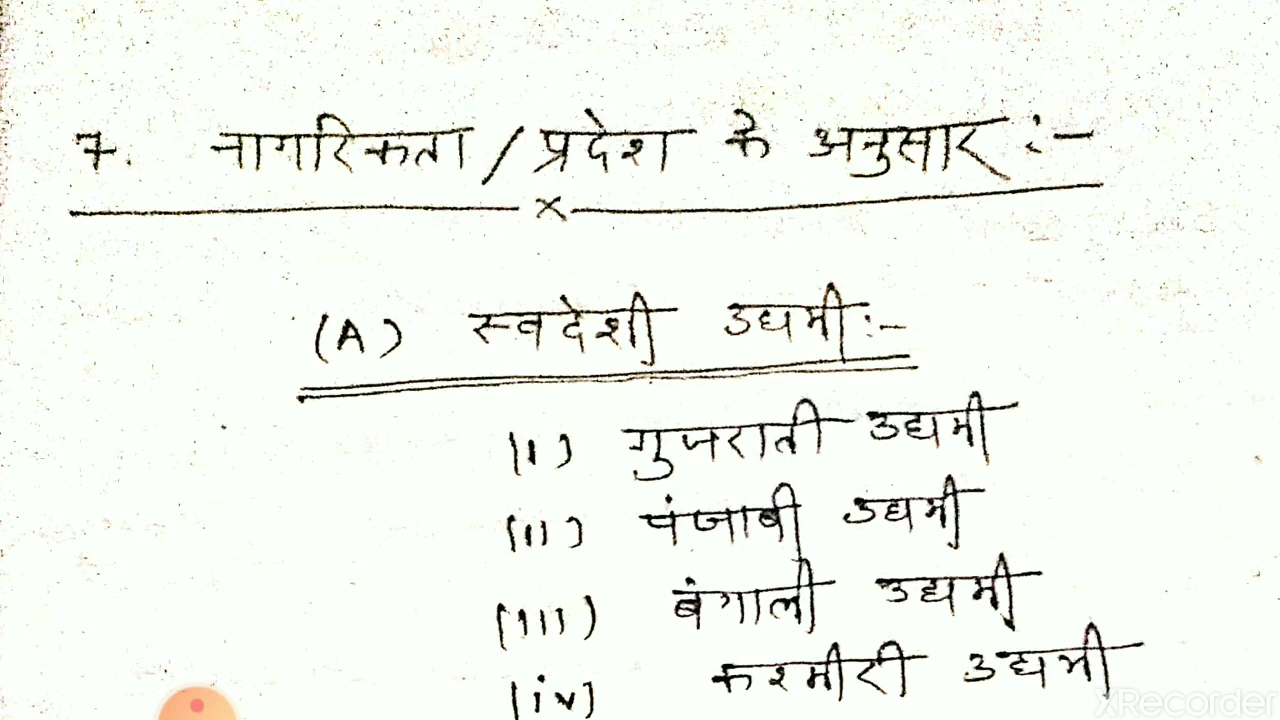 7. नागरिकता / प्रदेश के अनुसार :-
x
(A) स्वदेशी उद्यमी :-
(i) गुजराती उद्यमी
(ii) पंजाबी उद्यमी
(iii) बंगाली उद्यमी
(iv) कश्मीरी उद्यमी
XRecorder